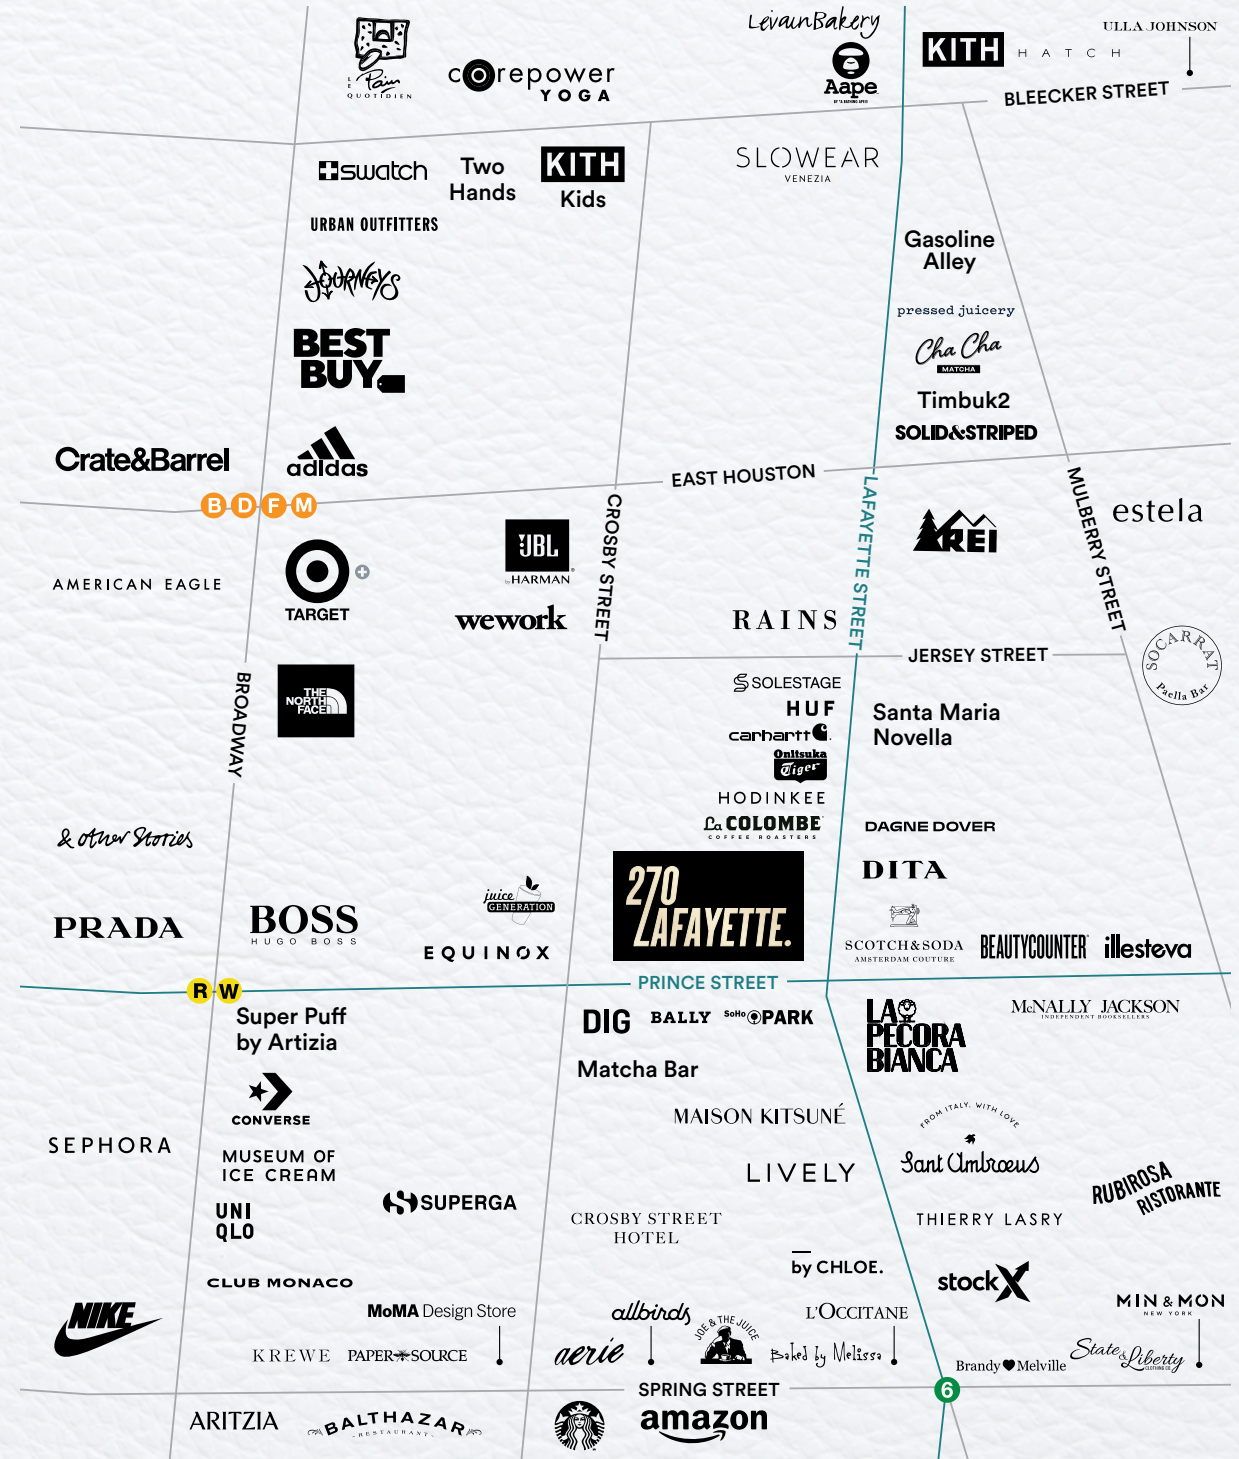 Levain Bakery
ULLA JOHNSON
KITH
HATCH
LE
Pain
QUOTIDIEN
corepower
YOGA
Aape
BY *A BATHING APE®
BLEECKER STREET
swatch
Two
Hands
KITH
Kids
SLOWEAR
VENEZIA
URBAN OUTFITTERS
Gasoline
Alley
JOURNEYS
pressed juicery
BEST
BUY
Cha Cha
MATCHA
Timbuk2
SOLID&STRIPED
Crate&Barrel
adidas
EAST HOUSTON
B D F M
CROSBY STREET
LAFAYETTE STREET
MULBERRY STREET
estela
JBL
by HARMAN
REI
AMERICAN EAGLE
TARGET
wework
RAINS
JERSEY STREET
SOCARRAT
Paella Bar
BROADWAY
THE
NORTH
FACE
SOLESTAGE
HUF
carhartt
Onitsuka
Tiger
Santa Maria
Novella
HODINKEE
La COLOMBE
COFFEE ROASTERS
DAGNE DOVER
& other Stories
DITA
270
LAFAYETTE.
juice
GENERATION
PRADA
BOSS
HUGO BOSS
EQUINOX
SCOTCH&SODA
AMSTERDAM COUTURE
BEAUTYCOUNTER
illesteva
PRINCE STREET
R W
Super Puff
by Artizia
DIG
BALLY
SoHo PARK
LA
PECORA
BIANCA
McNALLY JACKSON
INDEPENDENT BOOKSELLERS
Matcha Bar
CONVERSE
MAISON KITSUNÉ
FROM ITALY, WITH LOVE
Sant Ambrœus
SEPHORA
MUSEUM OF
ICE CREAM
LIVELY
RUBIROSA
RISTORANTE
UNI
QLO
SUPERGA
CROSBY STREET
HOTEL
THIERRY LASRY
by CHLOE.
stockX
CLUB MONACO
MIN & MON
NEW YORK
NIKE
MoMA Design Store
allbirds
L'OCCITANE
JOE & THE JUICE
KREWE
PAPER SOURCE
aerie
Baked by Melissa
Brandy Melville
State & Liberty
CLOTHING CO.
SPRING STREET
6
ARITZIA
BALTHAZAR
RESTAURANT
amazon